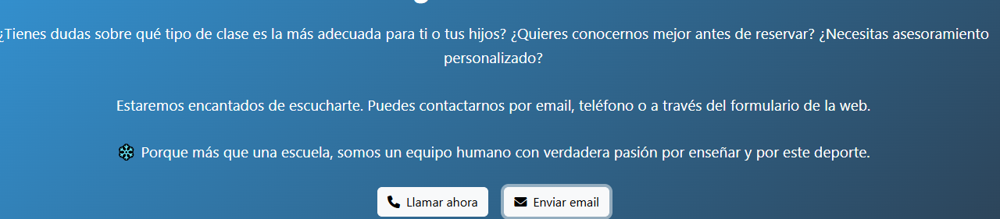 ¿Tienes dudas sobre qué tipo de clase es la más adecuada para ti o tus hijos? ¿Quieres conocernos mejor antes de reservar? ¿Necesitas asesoramiento
personalizado?
Estaremos encantados de escucharte. Puedes contactarnos por email, teléfono o a través del formulario de la web.
Porque más que una escuela, somos un equipo humano con verdadera pasión por enseñar y por este deporte.
Llamar ahora
Enviar email